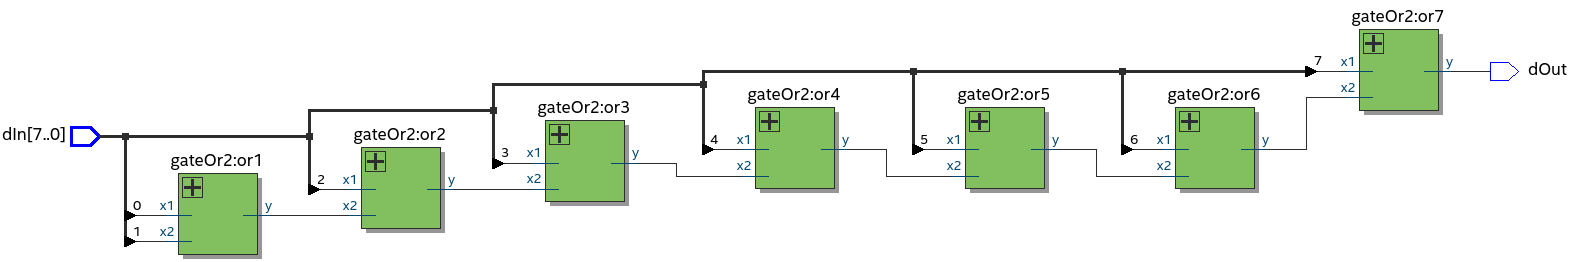 gateOr2:or7
7 x1 y dOut
x2
gateOr2:or4 gateOr2:or5 gateOr2:or6
gateOr2:or3
4 x1 y 5 x1 y 6 x1 y
x2 x2 x2
dIn[7..0] gateOr2:or2
3 x1 y
x2
gateOr2:or1
2 x1 y
x2
0 x1 y
1 x2